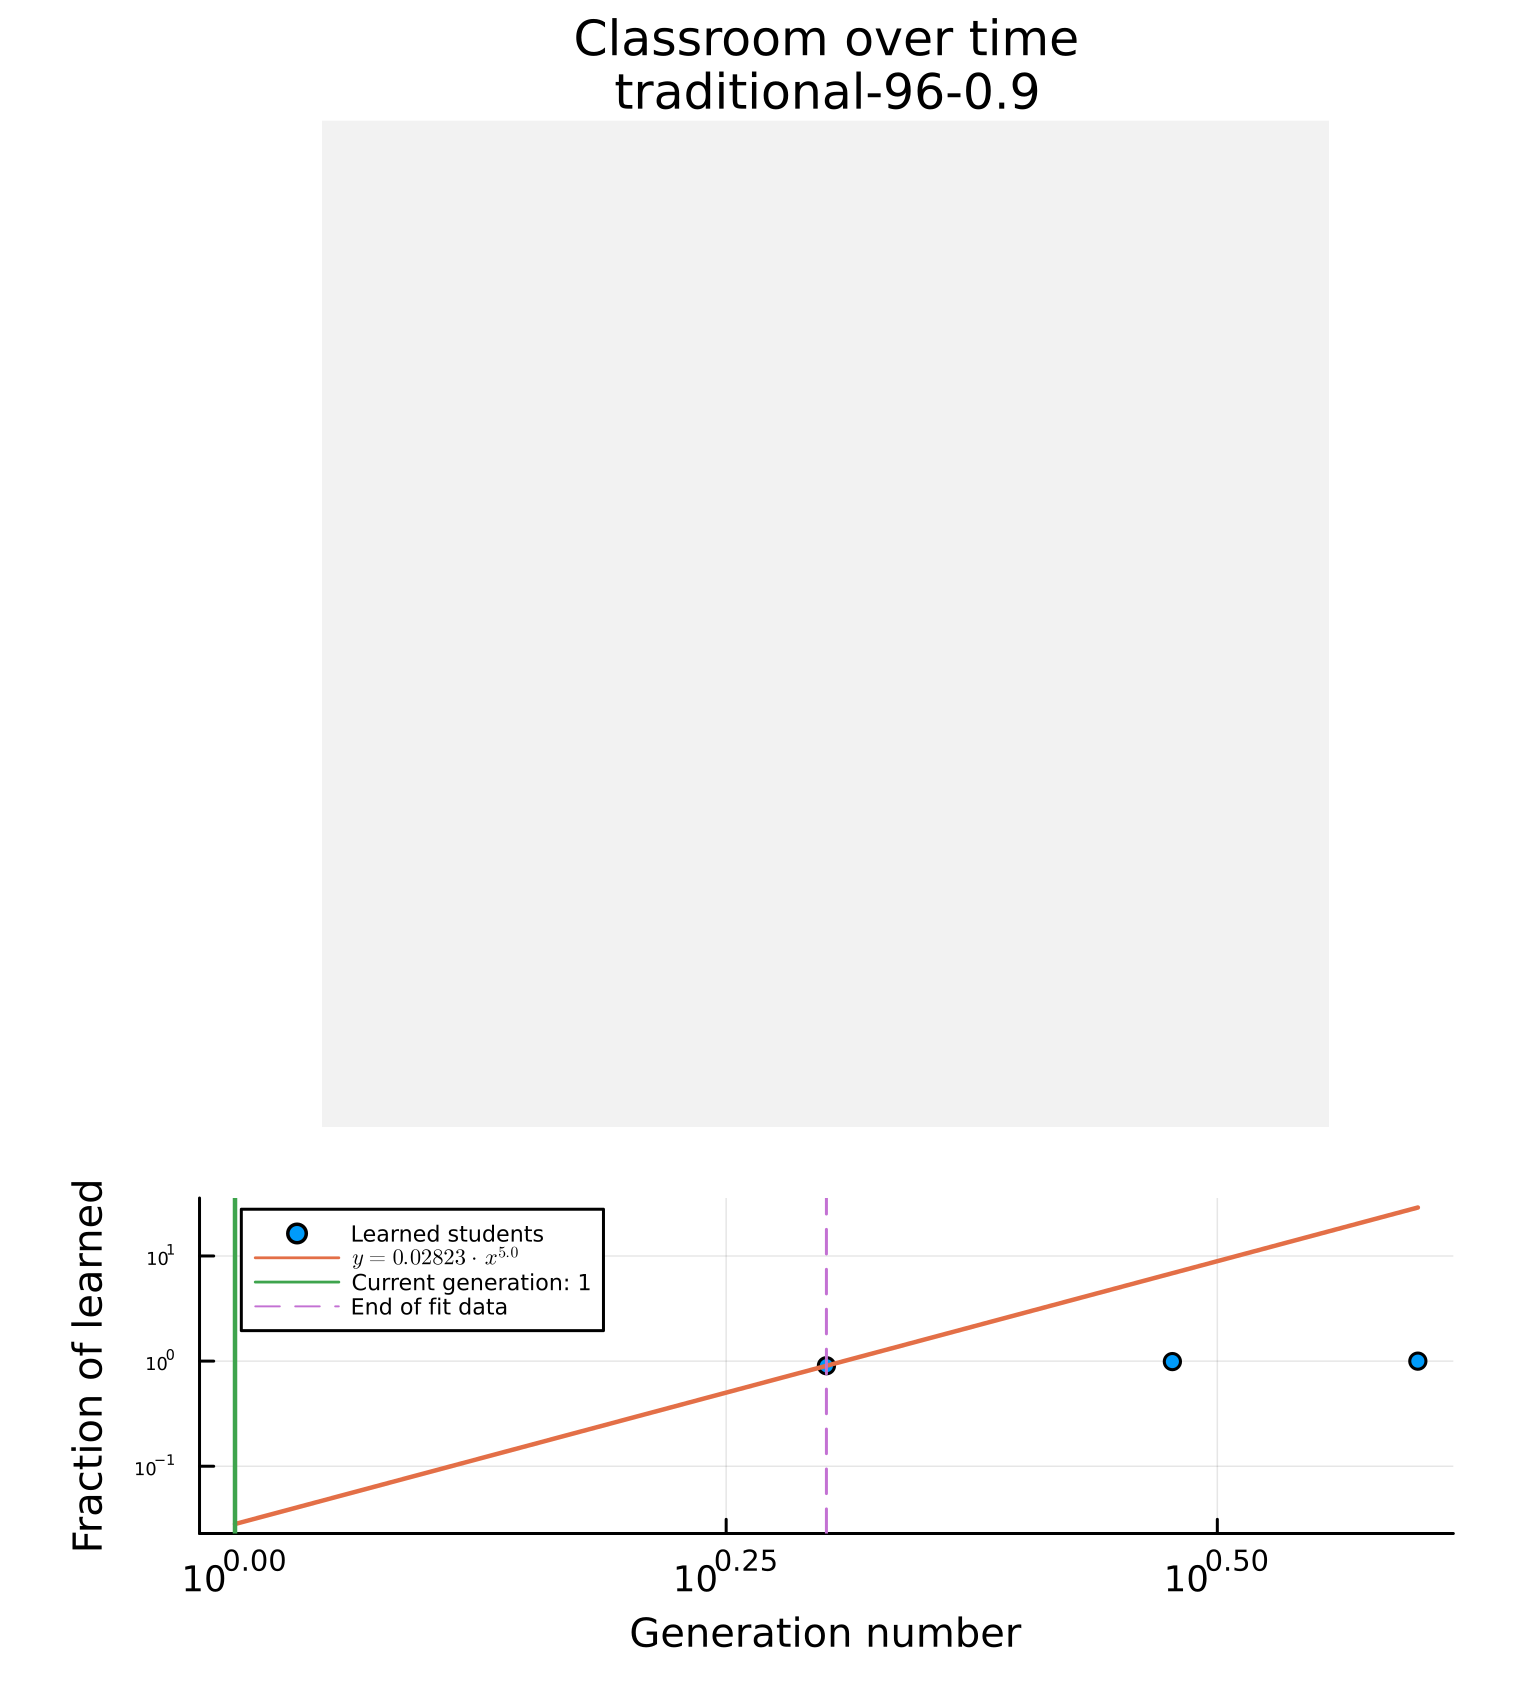 Classroom over time
traditional-96-0.9
Fraction of learned
10^1
10^0
10^−1
Learned students
y = 0.02823 · x^5.0
Current generation: 1
End of fit data
10^0.00
10^0.25
10^0.50
Generation number